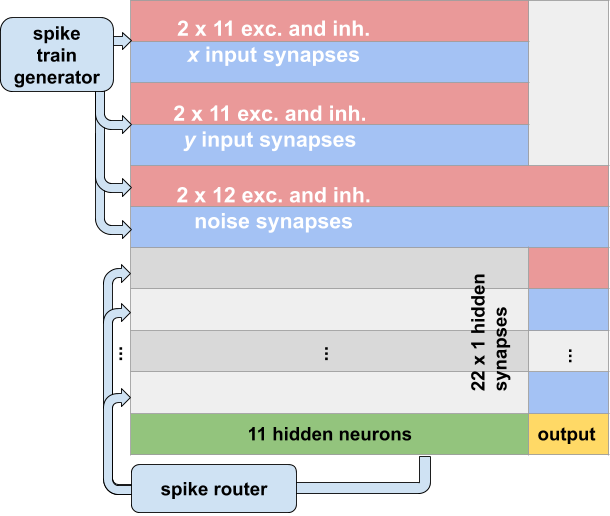 spike
train
generator
2 x 11 exc. and inh.
x input synapses
2 x 11 exc. and inh.
y input synapses
2 x 12 exc. and inh.
noise synapses
22 x 1 hidden
synapses
...
...
...
11 hidden neurons
output
spike router